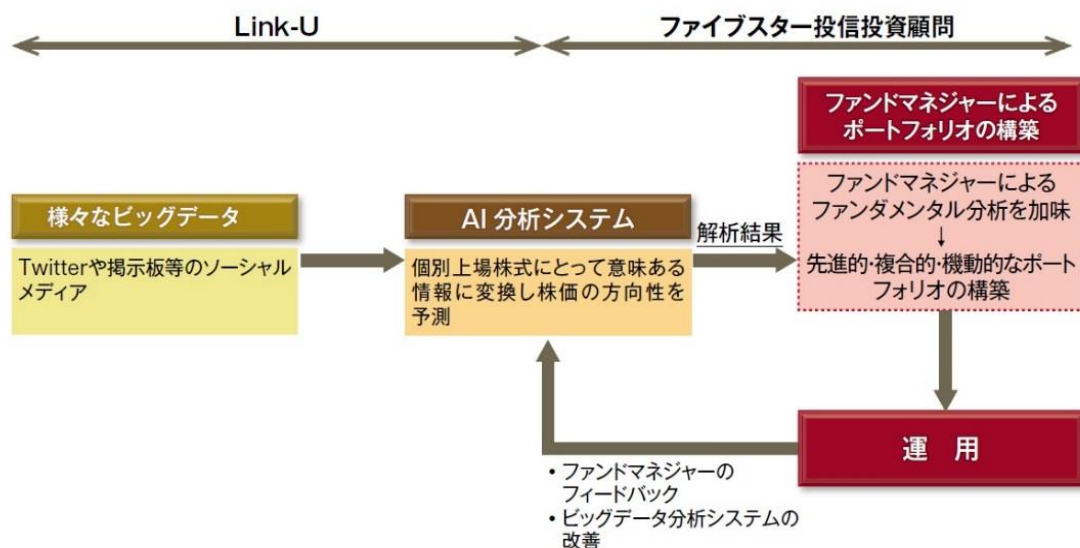 Link-U
ファイブスター投信投資顧問
様々なビッグデータ
Twitterや掲示板等のソーシャル
メディア
AI 分析システム
個別上場株式にとって意味ある
情報に変換し株価の方向性を
予測
解析結果
ファンドマネジャーによる
ポートフォリオの構築
ファンドマネジャーによる
ファンダメンタル分析を加味
↓
先進的・複合的・機動的なポート
フォリオの構築
運　用
・ファンドマネジャーの
フィードバック
・ビッグデータ分析システムの
改善